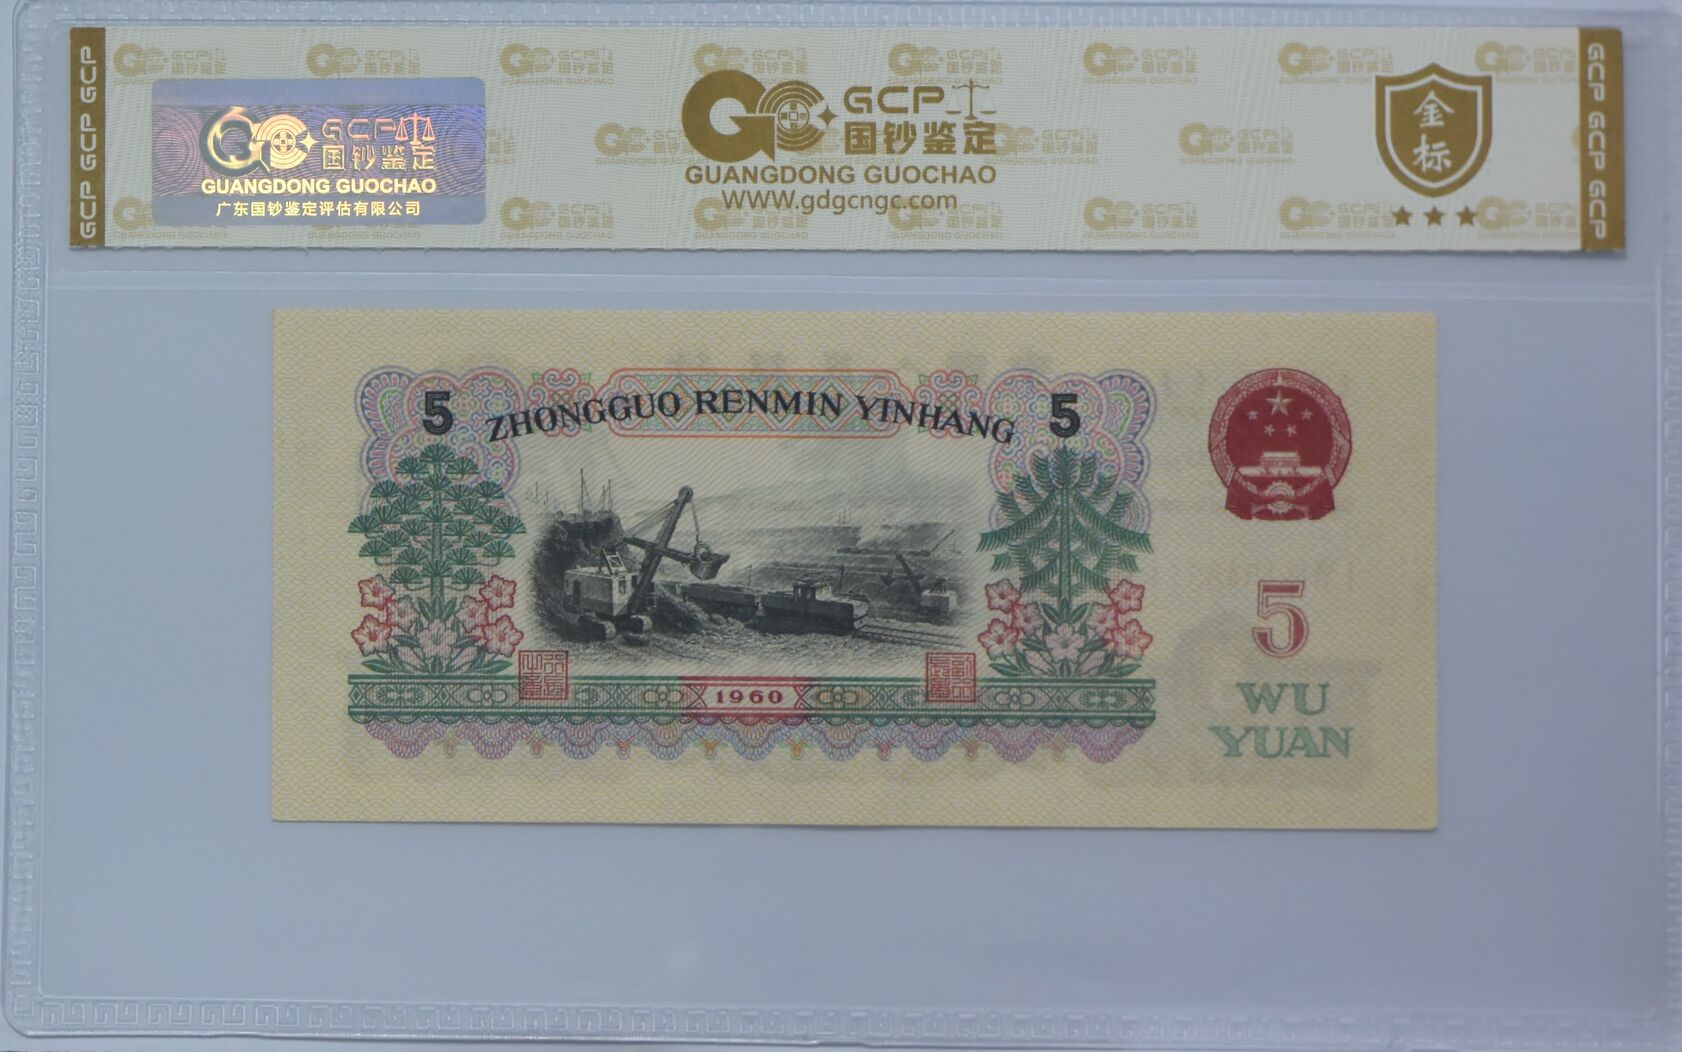 GCP GCP GCP
GCP
国钞鉴定
GUANGDONG GUOCHAO
广东国钞鉴定评估有限公司
GCP
国钞鉴定
GUANGDONG GUOCHAO
WWW.gdgcngc.com
金标
GCP GCP GCP
5
ZHONGGUO RENMIN YINHANG
5
1960
5
WU
YUAN